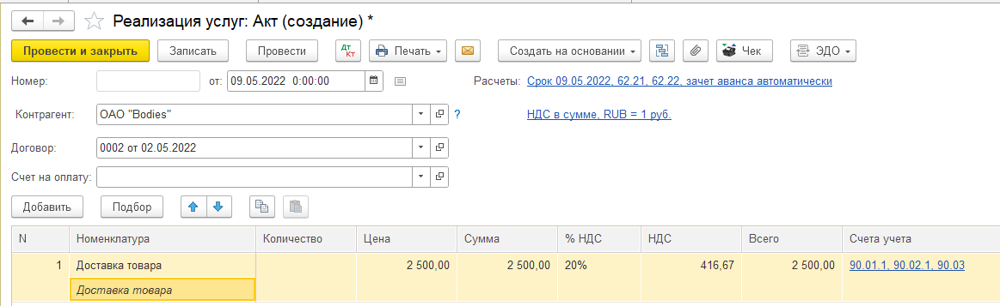 Реализация услуг: Акт (создание) *
Провести и закрыть Записать Провести Дт Кт Печать Создать на основании Чек ЭДО
Номер: от: 09.05.2022 0:00:00 Расчеты: Срок 09.05.2022, 62.21, 62.22, зачет аванса автоматически
Контрагент: ОАО "Bodies" ? НДС в сумме, RUB = 1 руб.
Договор: 0002 от 02.05.2022
Счет на оплату:
Добавить Подбор
N Номенклатура Количество Цена Сумма % НДС НДС Всего Счета учета
1 Доставка товара 2 500,00 2 500,00 20% 416,67 2 500,00 90.01.1, 90.02.1, 90.03
Доставка товара